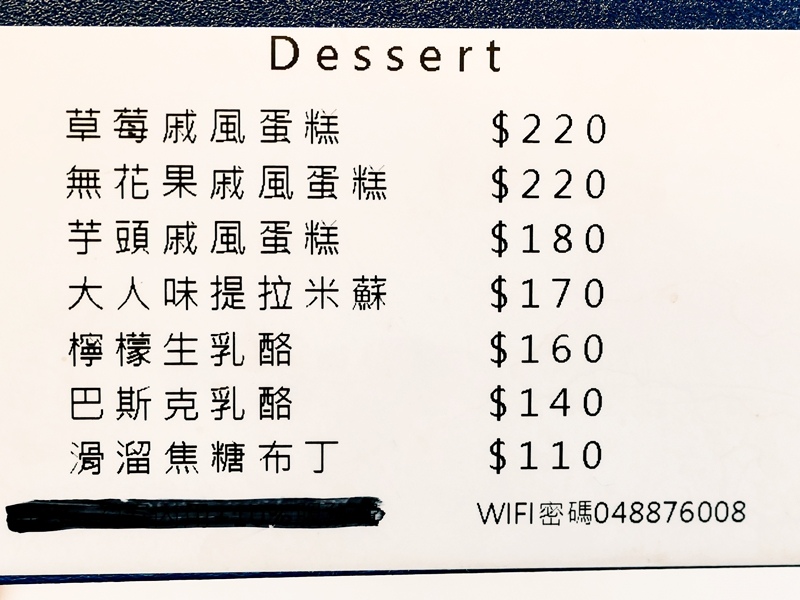 Dessert
草莓戚風蛋糕 $220
無花果戚風蛋糕 $220
芋頭戚風蛋糕 $180
大人味提拉米蘇 $170
檸檬生乳酪 $160
巴斯克乳酪 $140
滑溜焦糖布丁 $110
WIFI密碼048876008